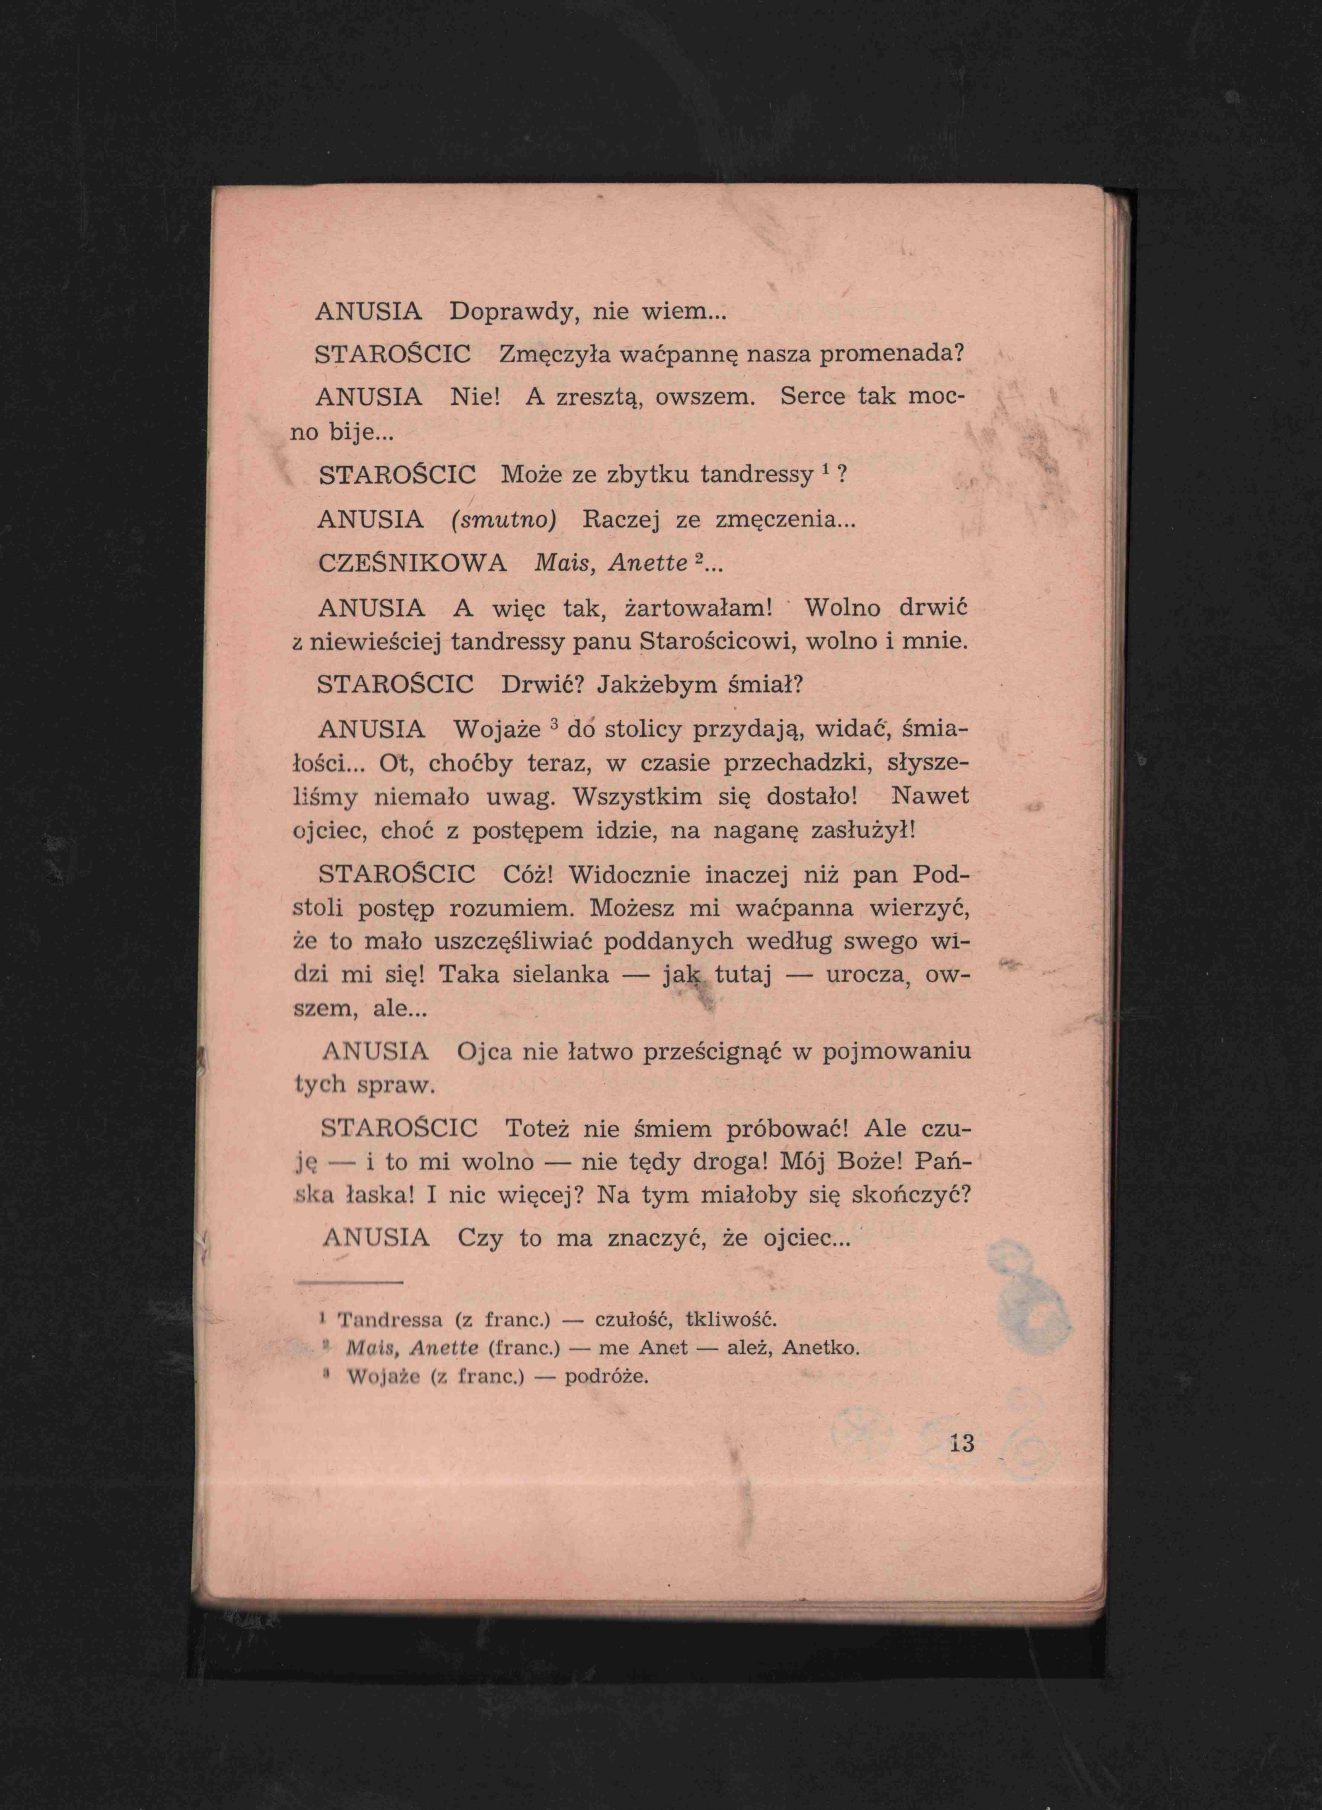 ANUSIA Doprawdy, nie wiem...
STAROŚCIC Zmęczyła waćpannę nasza promenada?
ANUSIA Nie! A zresztą, owszem. Serce tak moc-
no bije...
STAROŚCIC Może ze zbytku tandressy ¹ ?
ANUSIA (smutno) Raczej ze zmęczenia...
CZEŚNIKOWA Mais, Anette ²...
ANUSIA A więc tak, żartowałam! Wolno drwić
z niewieściej tandressy panu Starościcowi, wolno i mnie.
STAROŚCIC Drwić? Jakżebym śmiał?
ANUSIA Wojaże ³ do stolicy przydają, widać, śmia-
łości... Ot, choćby teraz, w czasie przechadzki, słysze-
liśmy niemało uwag. Wszystkim się dostało! Nawet
ojciec, choć z postępem idzie, na naganę zasłużył!
STAROŚCIC Cóż! Widocznie inaczej niż pan Pod-
stoli postęp rozumiem. Możesz mi waćpanna wierzyć,
że to mało uszczęśliwiać poddanych według swego wi-
dzi mi się! Taka sielanka — jak tutaj — urocza, ow-
szem, ale...
ANUSIA Ojca nie łatwo prześcignąć w pojmowaniu
tych spraw.
STAROŚCIC Toteż nie śmiem próbować! Ale czu-
ję — i to mi wolno — nie tędy droga! Mój Boże! Pań-
ska łaska! I nic więcej? Na tym miałoby się skończyć?
ANUSIA Czy to ma znaczyć, że ojciec...
¹ Tandressa (z franc.) — czułość, tkliwość.
² Mais, Anette (franc.) — me Anet — ależ, Anetko.
³ Wojaże (z franc.) — podróże.
13